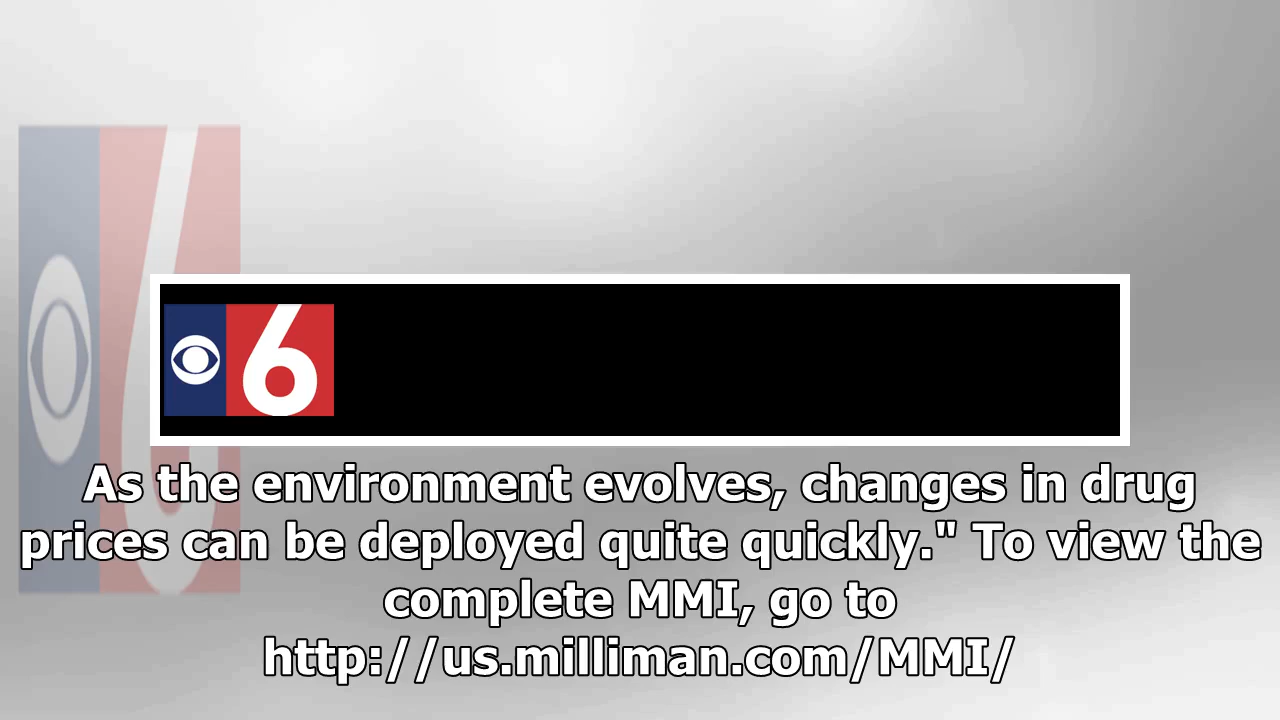 6
6
As the environment evolves, changes in drug
prices can be deployed quite quickly." To view the
complete MMI, go to
http://us.milliman.com/MMI/